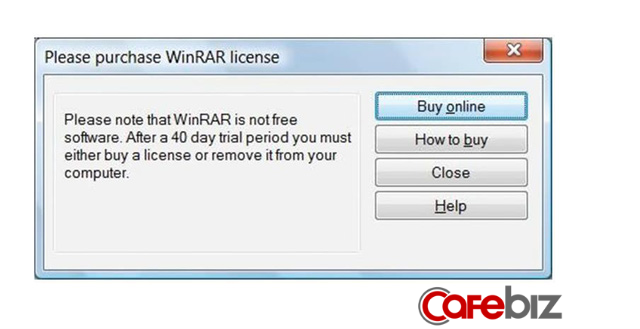 Please purchase WinRAR license
Please note that WinRAR is not free
software. After a 40 day trial period you must
either buy a license or remove it from your
computer.
Buy online
How to buy
Close
Help
Cafebiz